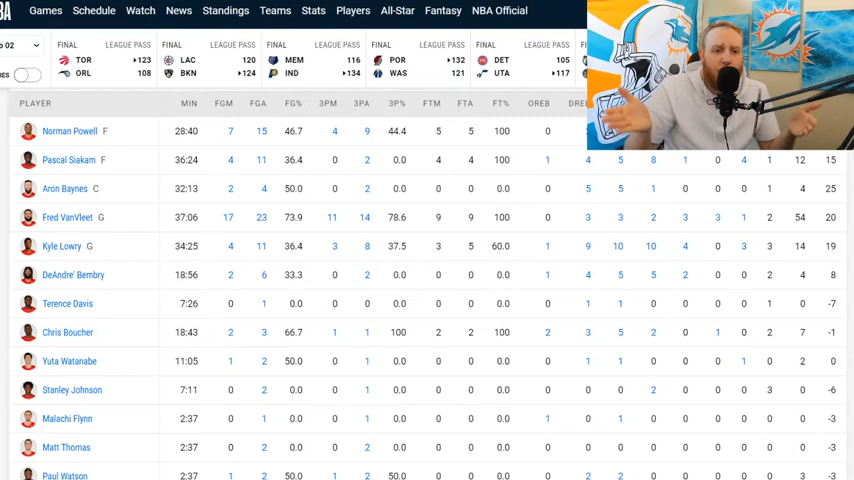 BA Games Schedule Watch News Standings Teams Stats Players All-Star Fantasy NBA Official
b 02 FINAL LEAGUE PASS FINAL LEAGUE PASS FINAL LEAGUE PASS FINAL LEAGUE PASS FINAL LEAGUE PASS FINAL
RES TOR 123 LAC 120 MEM 116 POR 132 DET 105
ORL 108 BKN 124 IND 134 WAS 121 UTA 117
PLAYER MIN FGM FGA FG% 3PM 3PA 3P% FTM FTA FT% OREB DREB
Norman Powell F 28:40 7 15 46.7 4 9 44.4 5 5 100 0
Pascal Siakam F 36:24 4 11 36.4 0 2 0.0 4 4 100 1 4 5 8 1 0 4 1 12 15
Aron Baynes C 32:13 2 4 50.0 0 2 0.0 0 0 0.0 0 5 5 1 0 0 0 1 4 25
Fred VanVleet G 37:06 17 23 73.9 11 14 78.6 9 9 100 0 3 3 2 3 3 1 2 54 20
Kyle Lowry G 34:25 4 11 36.4 3 8 37.5 3 5 60.0 1 9 10 10 4 0 3 3 14 19
DeAndre' Bembry 18:56 2 6 33.3 0 2 0.0 0 0 0.0 1 4 5 5 2 0 0 2 4 8
Terence Davis 7:26 0 1 0.0 0 1 0.0 0 0 0.0 0 1 1 0 0 0 0 1 0 -7
Chris Boucher 18:43 2 3 66.7 1 1 100 2 2 100 2 3 5 2 0 1 0 2 7 -1
Yuta Watanabe 11:05 1 2 50.0 0 1 0.0 0 0 0.0 0 1 1 0 0 0 1 0 2 0
Stanley Johnson 7:11 0 2 0.0 0 1 0.0 0 0 0.0 0 0 0 2 0 0 0 3 0 -6
Malachi Flynn 2:37 0 1 0.0 0 1 0.0 0 0 0.0 1 0 1 0 0 0 0 0 0 -3
Matt Thomas 2:37 0 2 0.0 0 2 0.0 0 0 0.0 0 0 0 0 0 0 0 0 0 -3
Paul Watson 2:37 1 2 50.0 1 2 50.0 0 0 0.0 0 2 2 0 0 0 0 0 3 -3